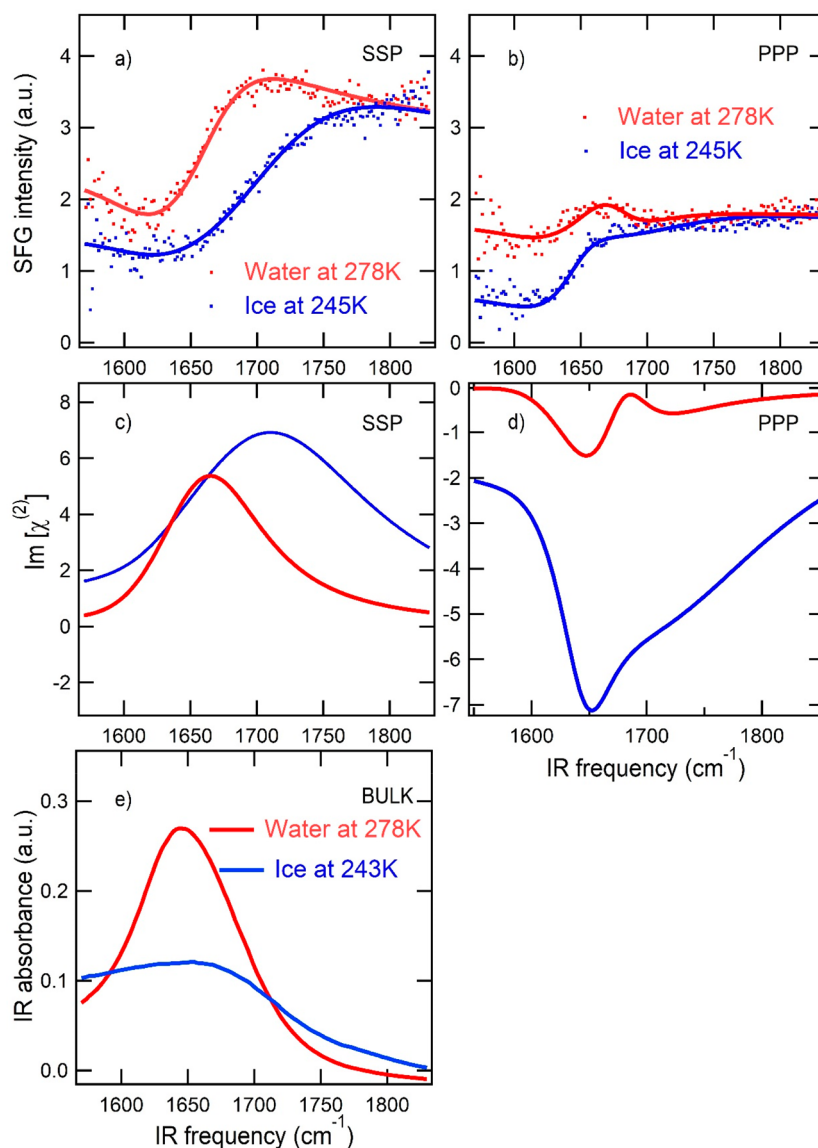 a)
SSP
4
3
2
1
0
SFG intensity (a.u.)
Water at 278K
Ice at 245K
1600
1650
1700
1750
1800
b)
PPP
4
3
2
1
0
Water at 278K
Ice at 245K
1600
1650
1700
1750
1800
c)
SSP
8
6
4
2
0
-2
Im [χ(2)]
1600
1650
1700
1750
1800
d)
PPP
0
-1
-2
-3
-4
-5
-6
-7
1600
1700
1800
IR frequency (cm-1)
e)
BULK
0.3
0.2
0.1
0.0
IR absorbance (a.u.)
Water at 278K
Ice at 243K
1600
1650
1700
1750
1800
IR frequency (cm-1)